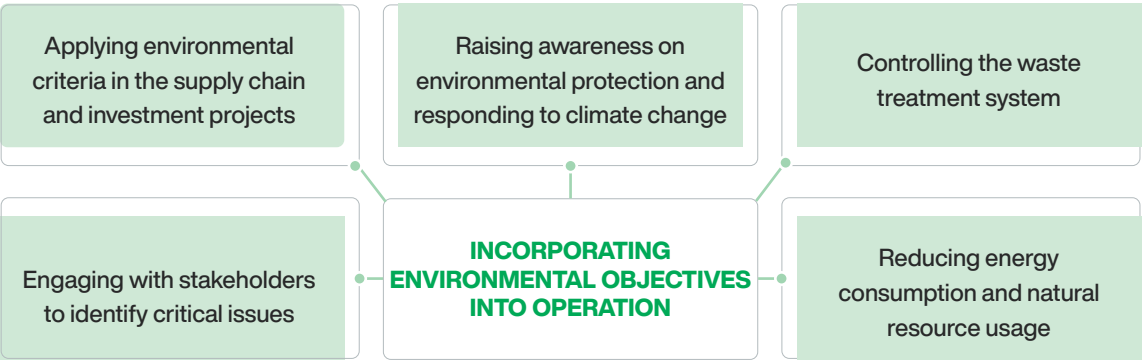 Applying environmental
criteria in the supply chain
and investment projects
Raising awareness on
environmental protection and
responding to climate change
Controlling the waste
treatment system
Engaging with stakeholders
to identify critical issues
INCORPORATING
ENVIRONMENTAL OBJECTIVES
INTO OPERATION
Reducing energy
consumption and natural
resource usage